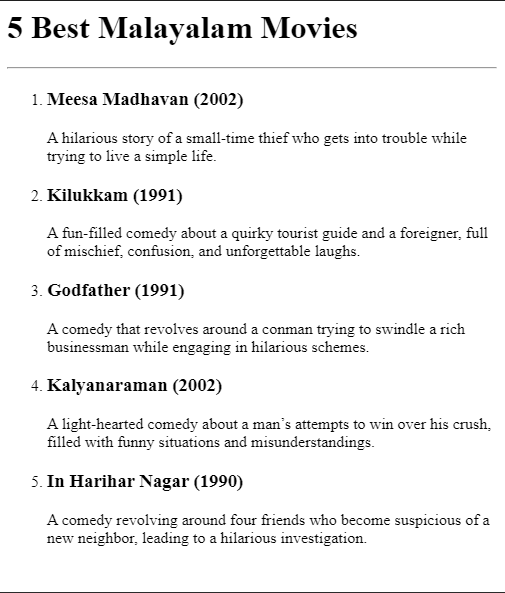 5 Best Malayalam Movies
1. Meesa Madhavan (2002)
A hilarious story of a small-time thief who gets into trouble while
trying to live a simple life.
2. Kilukkam (1991)
A fun-filled comedy about a quirky tourist guide and a foreigner, full
of mischief, confusion, and unforgettable laughs.
3. Godfather (1991)
A comedy that revolves around a conman trying to swindle a rich
businessman while engaging in hilarious schemes.
4. Kalyanaraman (2002)
A light-hearted comedy about a man’s attempts to win over his crush,
filled with funny situations and misunderstandings.
5. In Harihar Nagar (1990)
A comedy revolving around four friends who become suspicious of a
new neighbor, leading to a hilarious investigation.